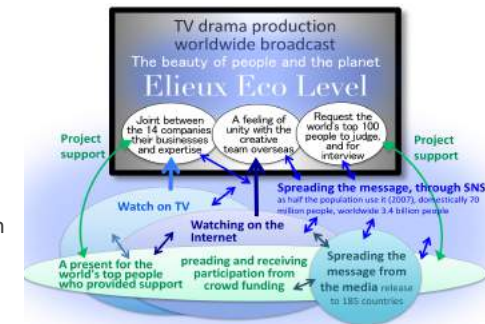 TV drama production
worldwide broadcast
The beauty of people and the planet
Elieux Eco Level
Joint between
the 14 companies
their businesses
and expertise
A feeling of
unity with the
creative
team overseas
Request the
world's top 100
people to judge,
and for
interview
Project
support
Project
support
Spreading the message, through SNS
as half the population use it (2007), domestically 70
million people, worldwide 3.4 billion people
Watch on TV
Watching on the
Internet
n
A present for the
world's top people
who provided support
preading and receiving
participation from
crowd funding
Spreading the
message from
the media release
to 185 countries